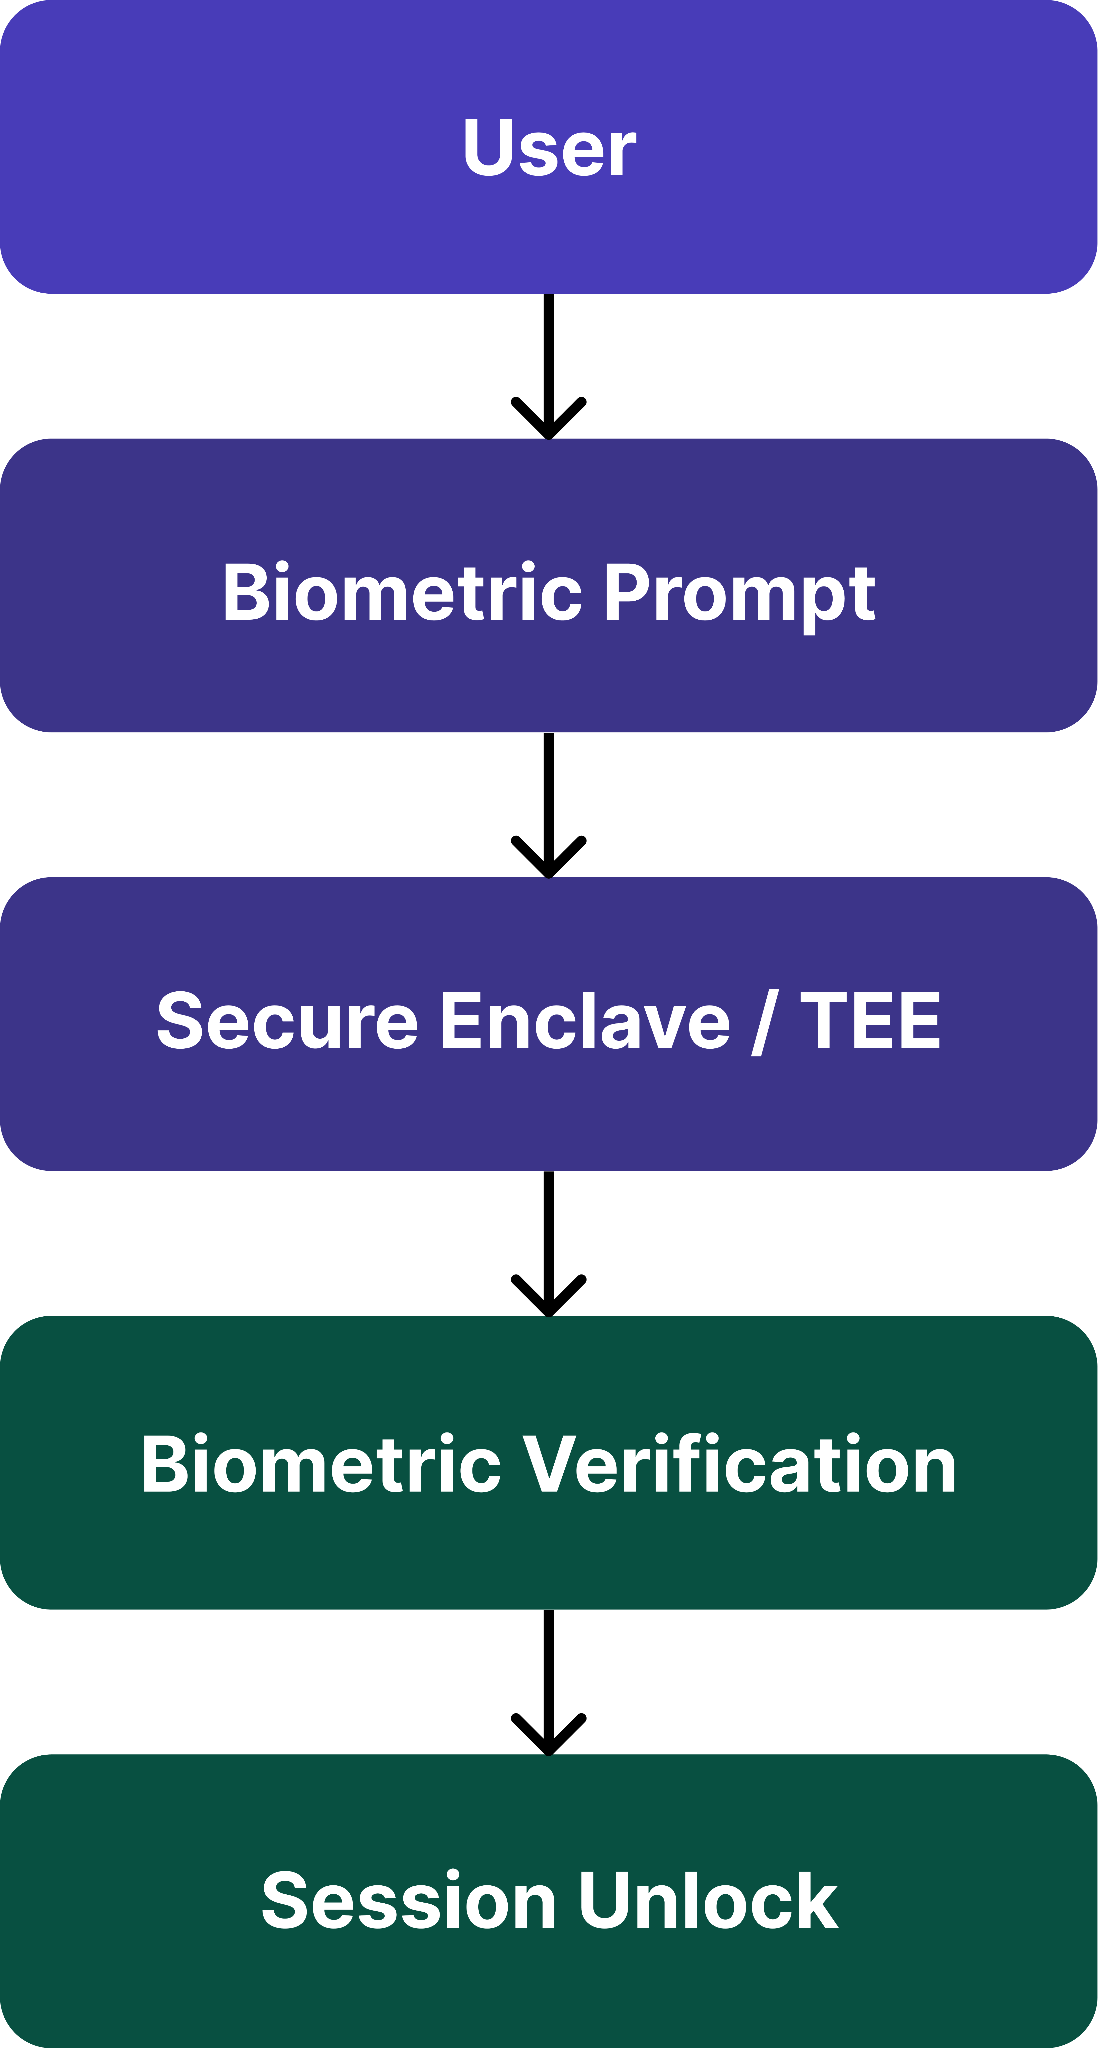 User
Biometric Prompt
Secure Enclave / TEE
Biometric Verification
Session Unlock